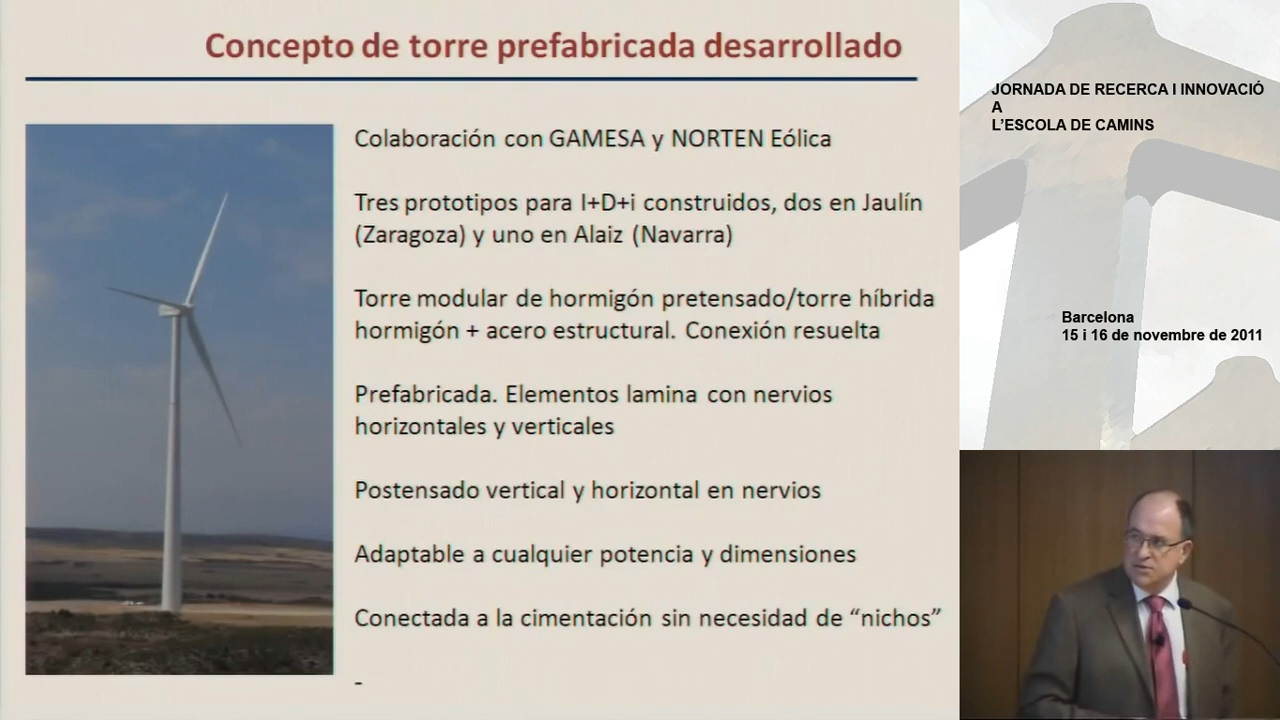 Concepto de torre prefabricada desarrollado
Colaboración con GAMESA y NORTEN Eólica
Tres prototipos para I+D+i construidos, dos en Jaulín
(Zaragoza) y uno en Alaiz (Navarra)
Torre modular de hormigón pretensado/torre híbrida
hormigón + acero estructural. Conexión resuelta
Prefabricada. Elementos lamina con nervios
horizontales y verticales
Postensado vertical y horizontal en nervios
Adaptable a cualquier potencia y dimensiones
Conectada a la cimentación sin necesidad de “nichos”
-
JORNADA DE RECERCA I INNOVACIÓ
A
L’ESCOLA DE CAMINS
Barcelona
15 i 16 de novembre de 2011